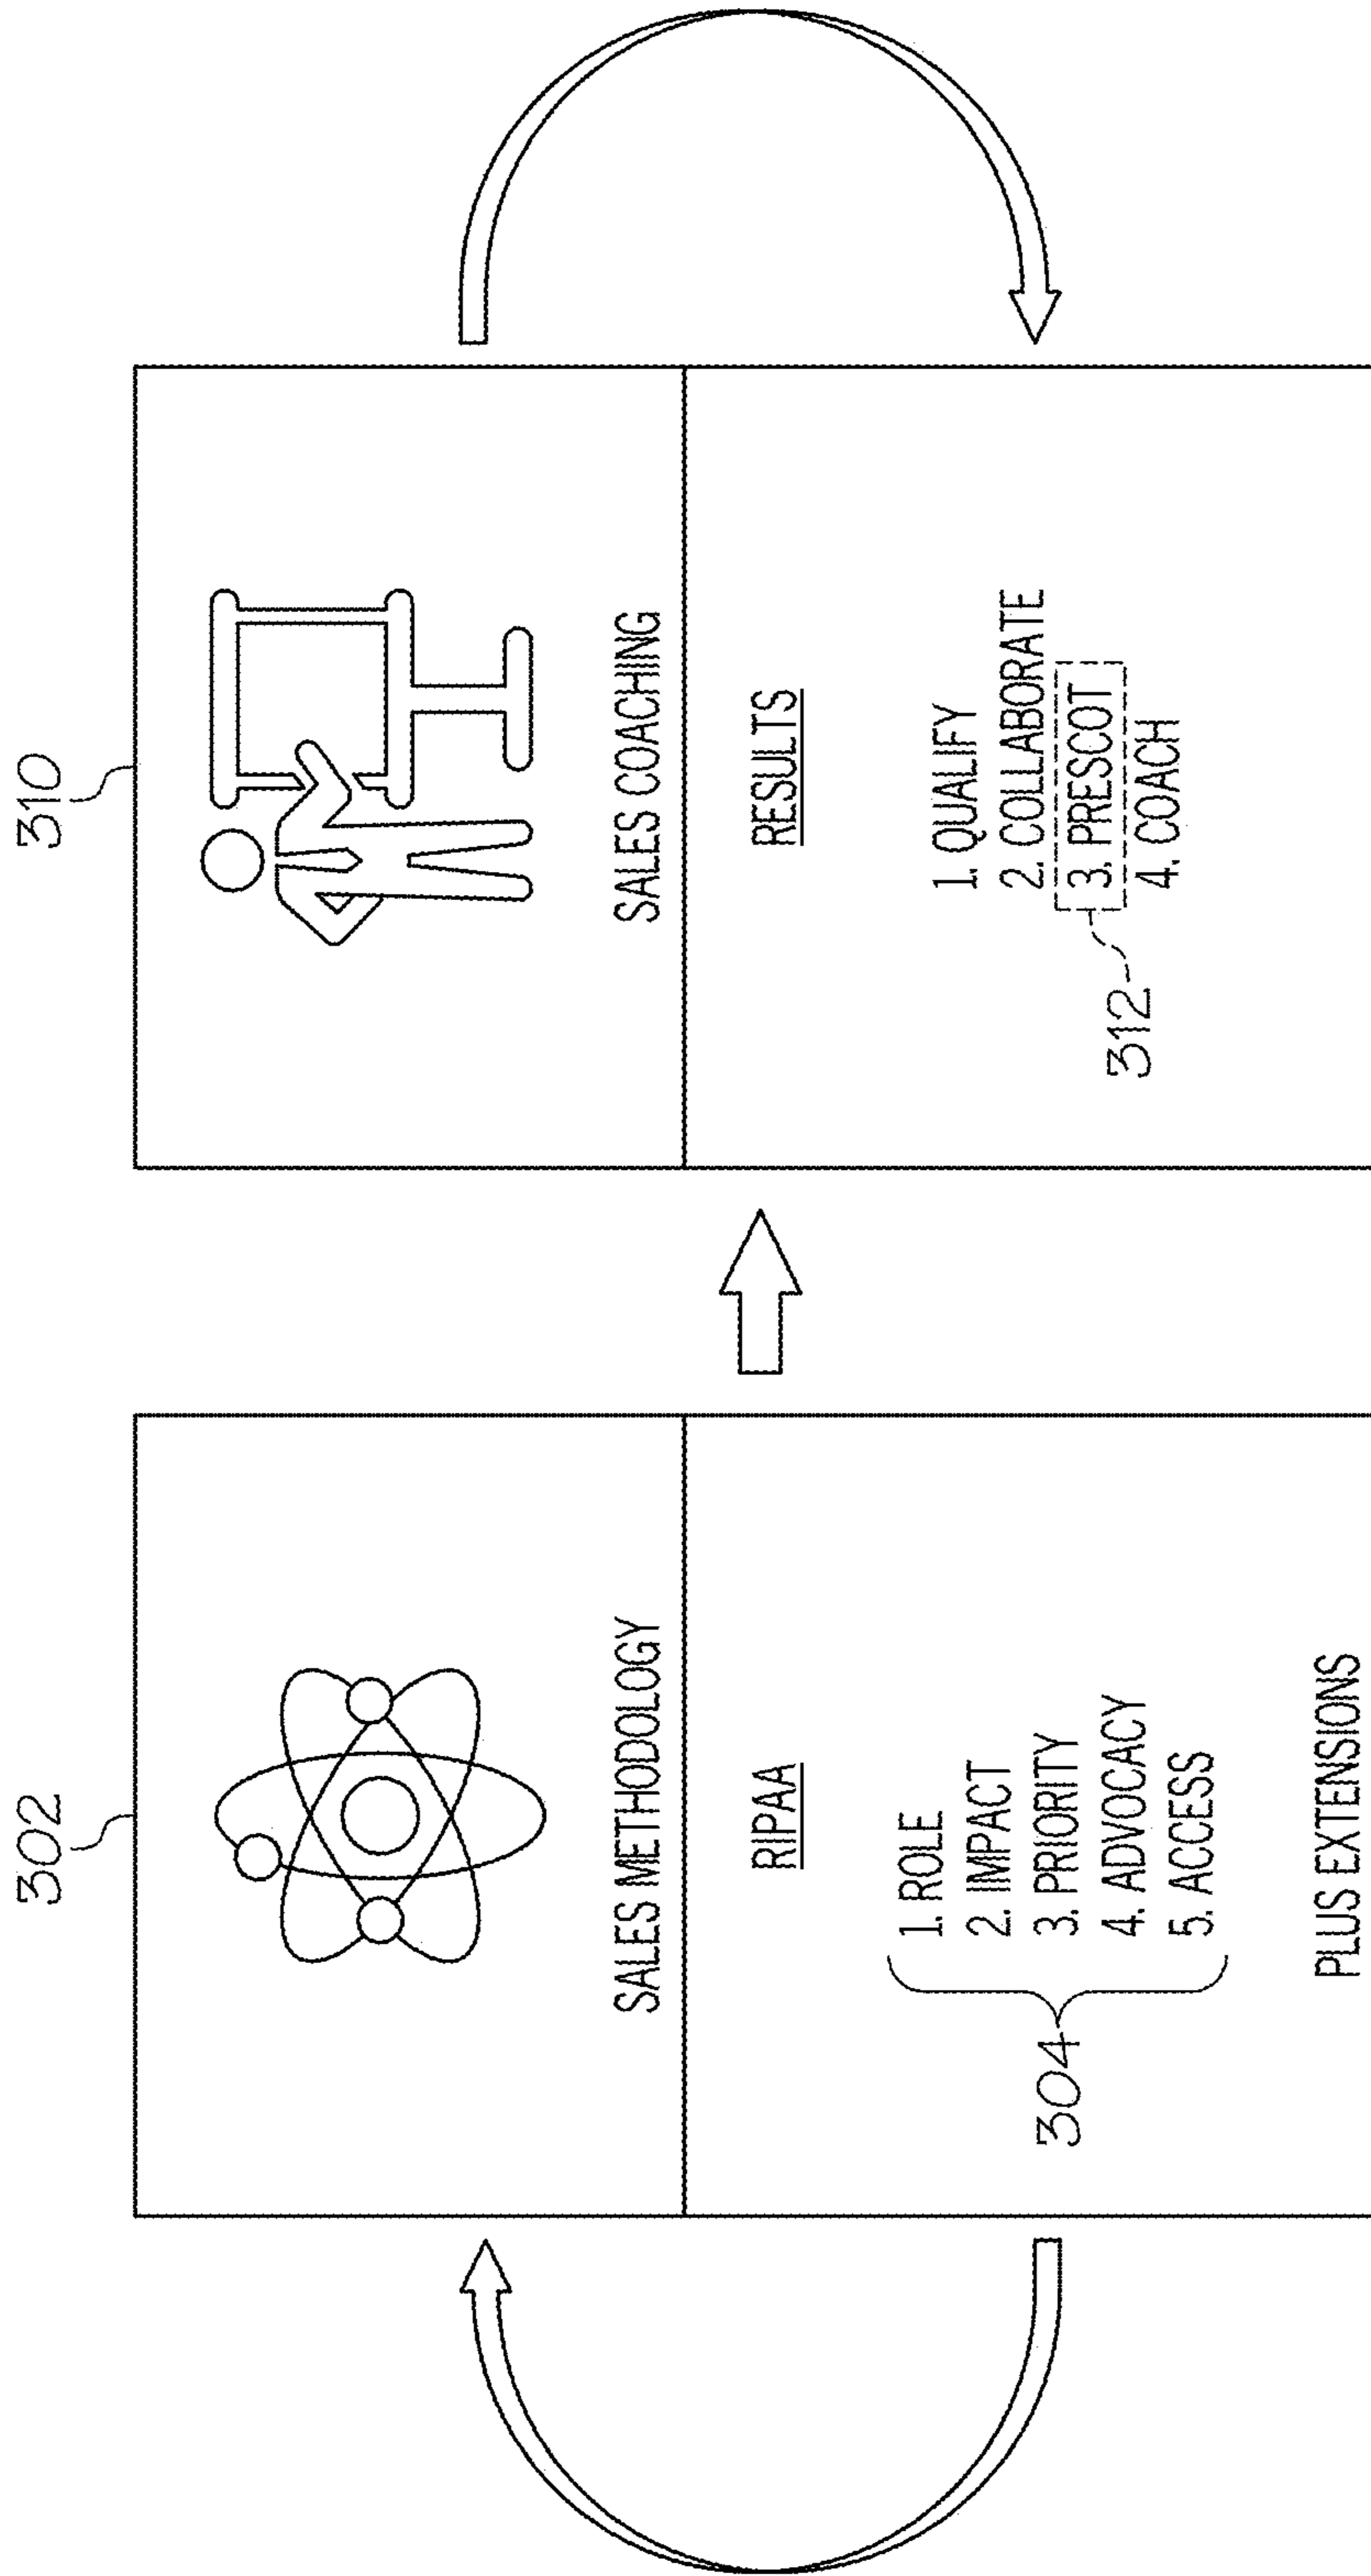 302
SALES METHODOLOGY
RIPAA
304
1. ROLE
2. IMPACT
3. PRIORITY
4. ADVOCACY
5. ACCESS
PLUS EXTENSIONS
310
SALES COACHING
RESULTS
1. QUALIFY
2. COLLABORATE
3. PRESCOT
4. COACH
312